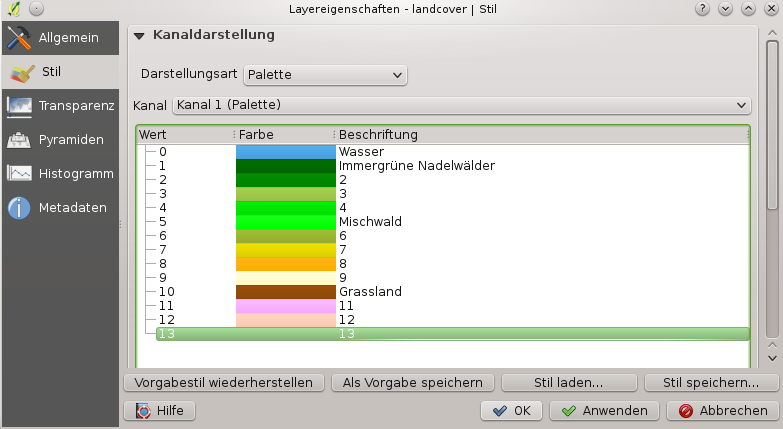 Layereigenschaften - landcover | Stil
Allgemein
Stil
Transparenz
Pyramiden
Histogramm
Metadaten
Kanaldarstellung
Darstellungsart Palette
Kanal Kanal 1 (Palette)
Wert Farbe Beschriftung
0 Wasser
1 Immergrüne Nadelwälder
2 2
3 3
4 4
5 Mischwald
6 6
7 7
8 8
9 9
10 Grassland
11 11
12 12
13 13
Vorgabestil wiederherstellen Als Vorgabe speichern Stil laden... Stil speichern...
Hilfe OK Anwenden Abbrechen